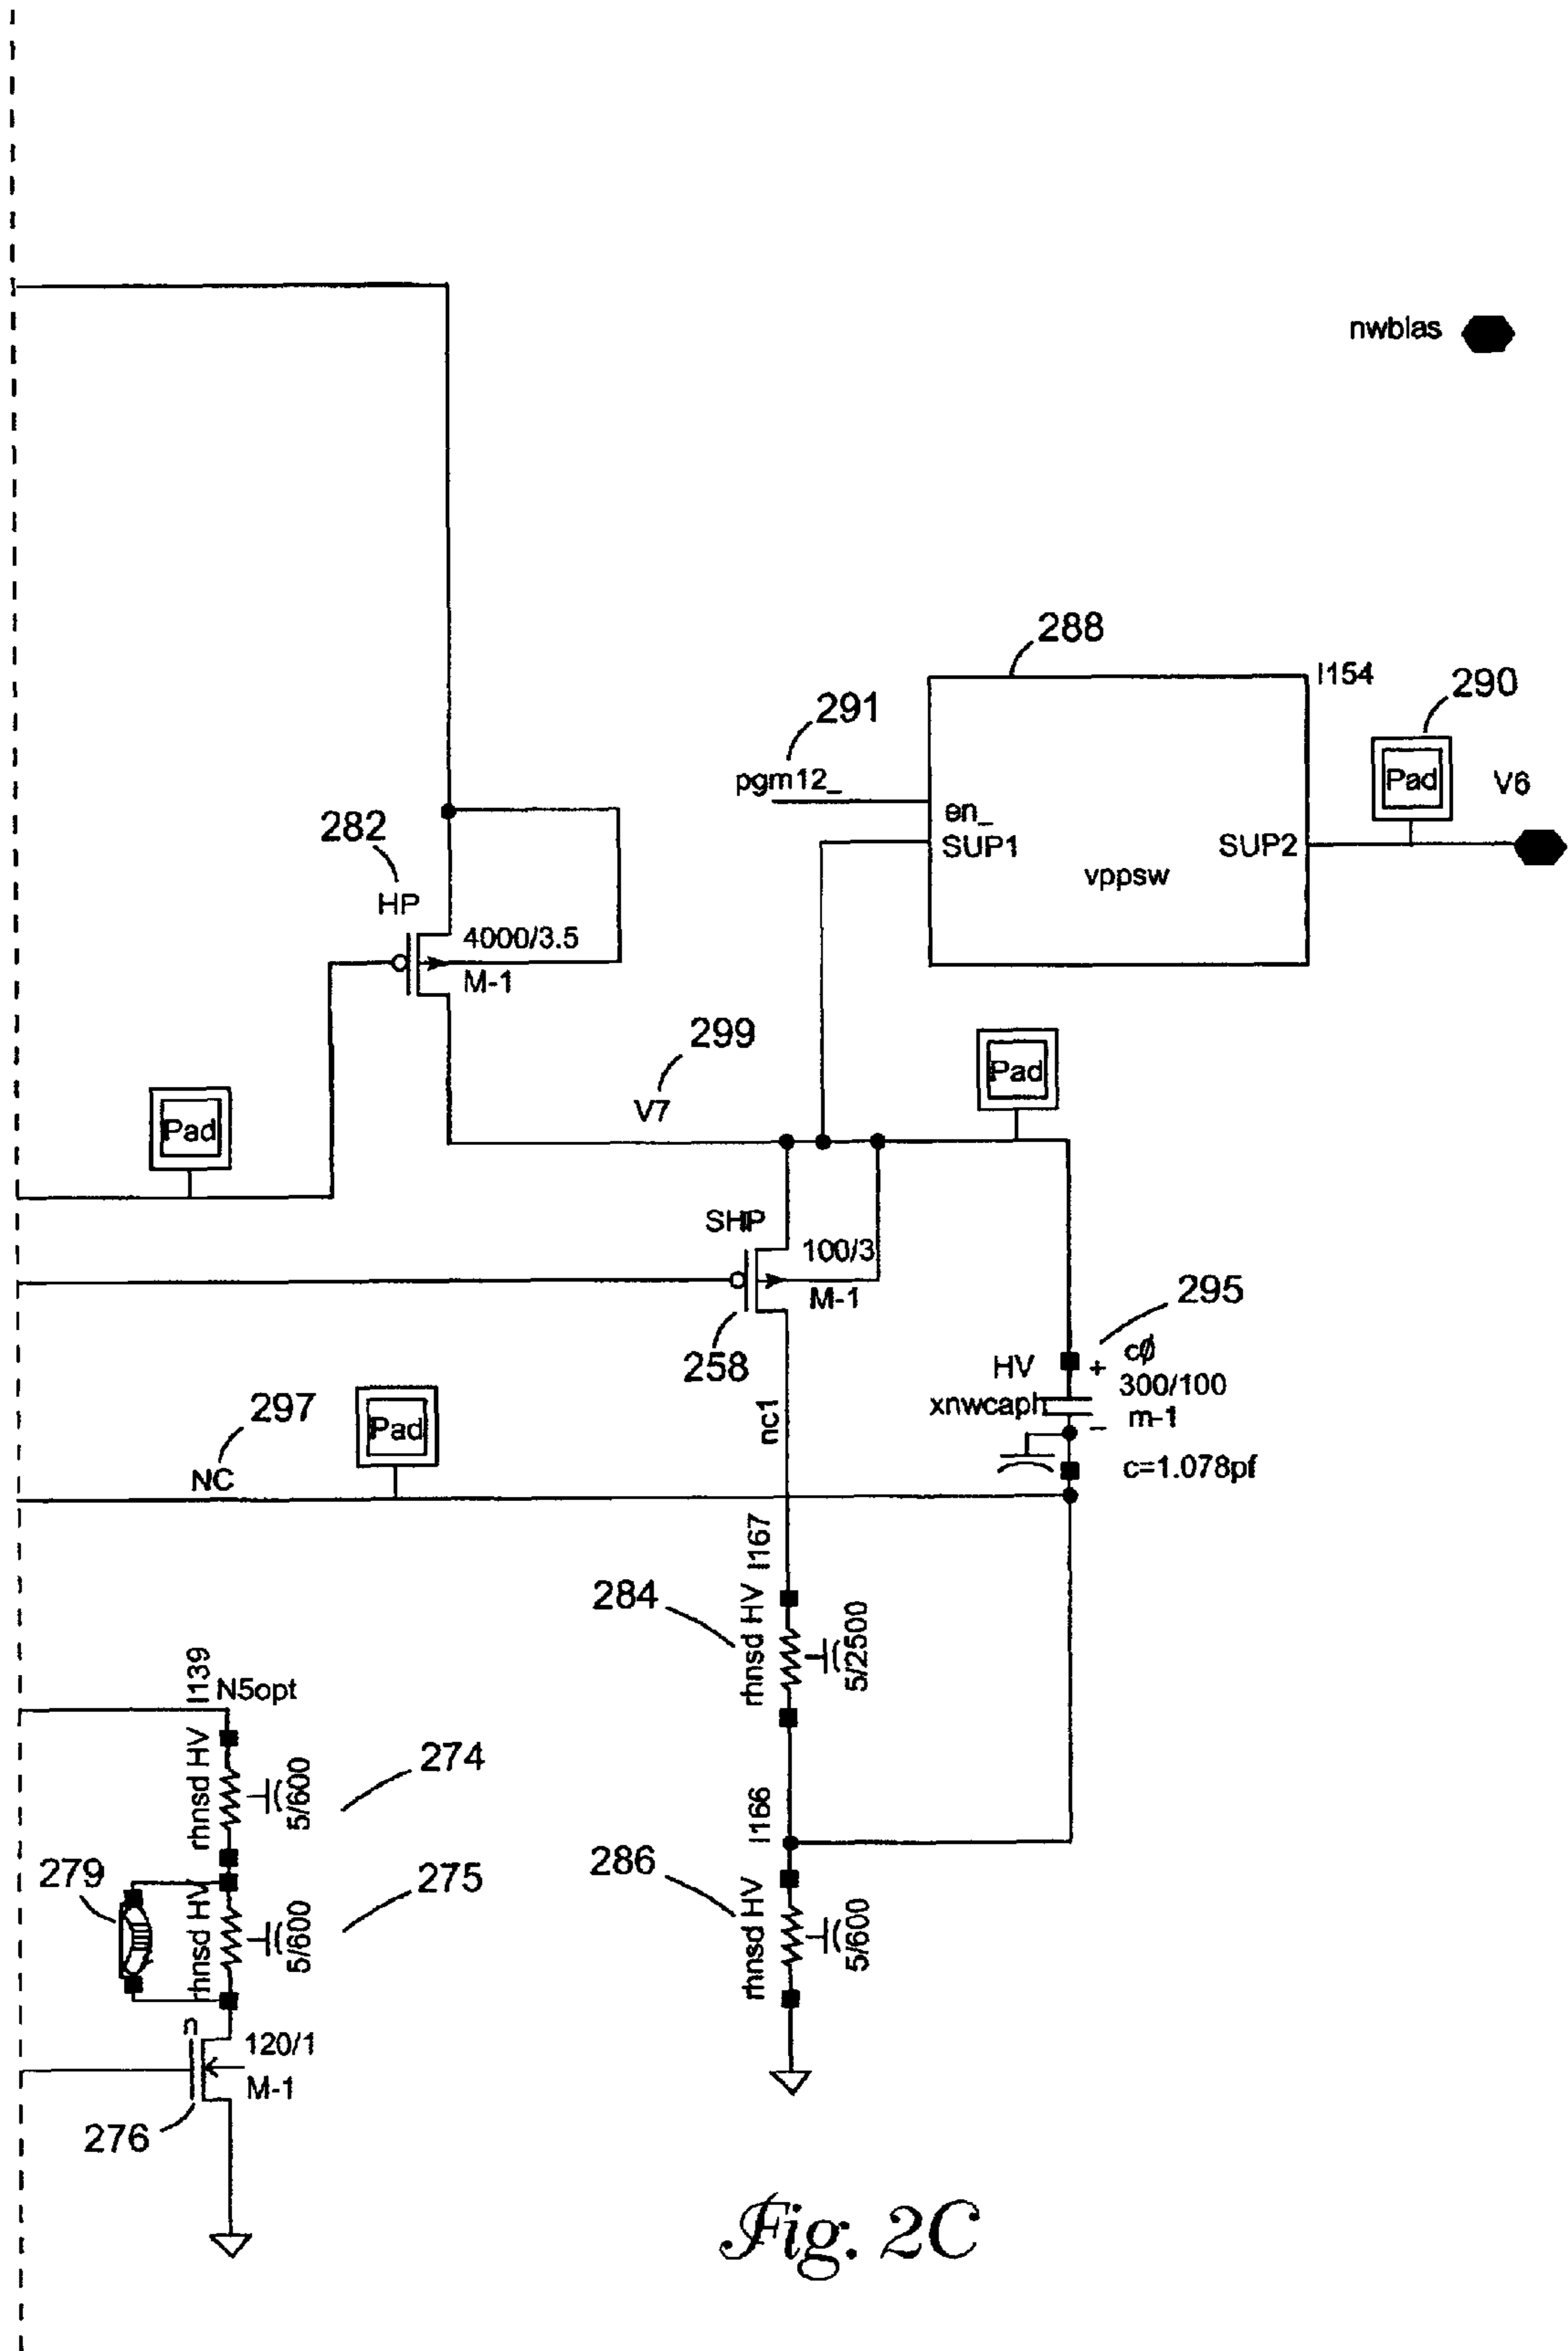 nwbIas
288
I154
290
291
pgm12_
Pad
V6
en_
SUP1
SUP2
vppsw
282
HP
4000/3.5
M-1
299
V7
Pad
Pad
SHP
100/3
M-1
258
295
HV
+
cϕ
300/100
xnwcaph
m-1
–
c=1.078pf
nc1
297
NC
Pad
I167
284
rhnsd HV
5/2500
I139
N5opt
rhnsd HV
5/600
274
I166
286
rhnsd HV
5/600
279
rhnsd HV
5/600
275
n
120/1
M-1
276
Fig. 2C